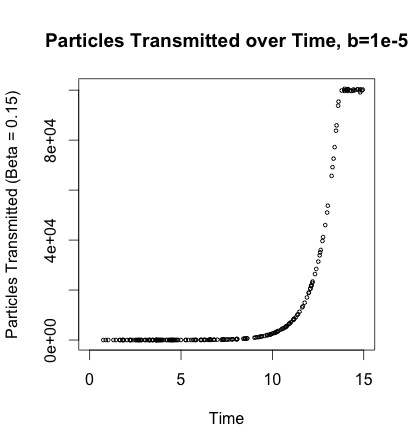 Particles Transmitted over Time, b=1e-5
Particles Transmitted (Beta = 0.15)
8e+04
4e+04
0e+00
0 5 10 15
Time